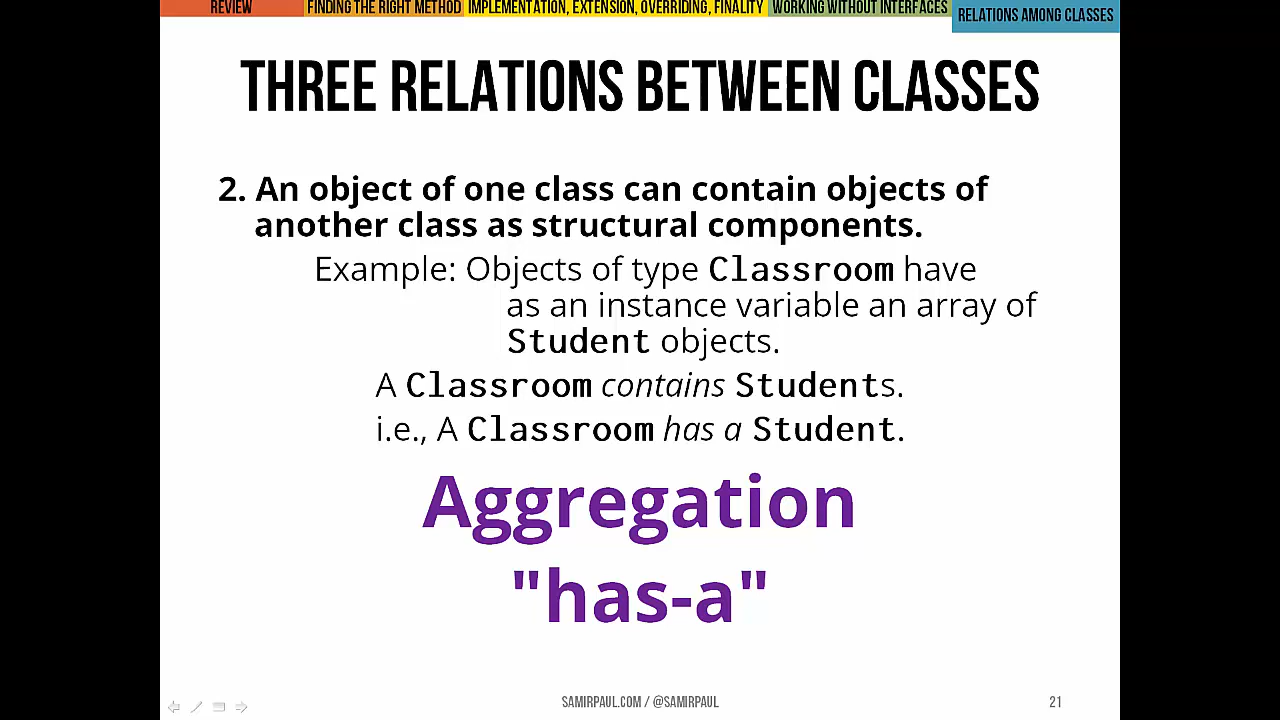 REVIEW
FINDING THE RIGHT METHOD
IMPLEMENTATION, EXTENSION, OVERRIDING, FINALITY
WORKING WITHOUT INTERFACES
RELATIONS AMONG CLASSES
THREE RELATIONS BETWEEN CLASSES
2. An object of one class can contain objects of
another class as structural components.
Example: Objects of type Classroom have
as an instance variable an array of
Student objects.
A Classroom contains Students.
i.e., A Classroom has a Student.
Aggregation
"has-a"
SAMIRPAUL.COM / @SAMIRPAUL
21